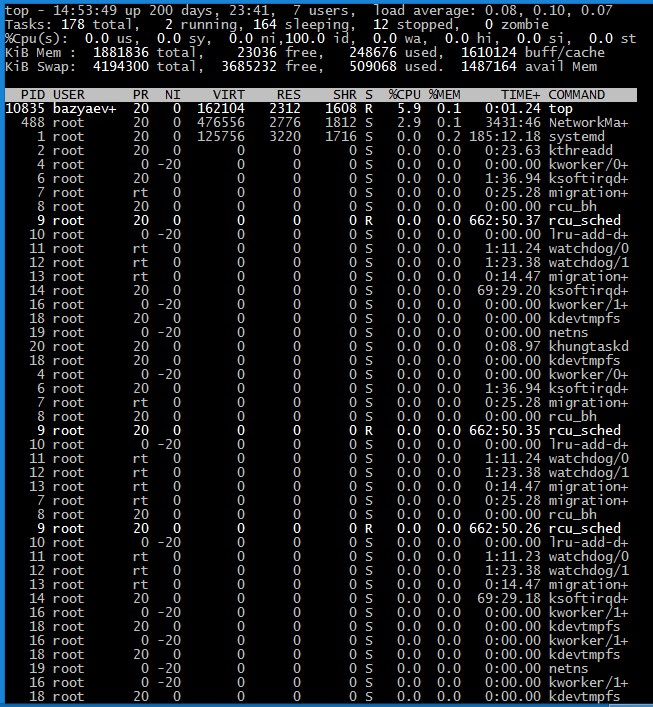 top - 14:53:49 up 200 days, 23:41,  7 users,  load average: 0.08, 0.10, 0.07
Tasks: 178 total,   2 running, 164 sleeping,  12 stopped,   0 zombie
%Cpu(s):  0.0 us,  0.0 sy,  0.0 ni,100.0 id,  0.0 wa,  0.0 hi,  0.0 si,  0.0 st
KiB Mem :  1881836 total,    23036 free,   248676 used,  1610124 buff/cache
KiB Swap:  4194300 total,  3685232 free,   509068 used.  1487164 avail Mem
PID USER PR NI VIRT RES SHR S %CPU %MEM TIME+ COMMAND
10835 bazyaev+ 20 0 162104 2312 1608 R 5.9 0.1 0:01.24 top
488 root 20 0 476556 2776 1812 S 2.9 0.1 3431:46 NetworkMa+
1 root 20 0 125756 3220 1716 S 0.0 0.2 185:12.18 systemd
2 root 20 0 0 0 0 S 0.0 0.0 0:23.63 kthreadd
4 root 0 -20 0 0 0 S 0.0 0.0 0:00.00 kworker/0+
6 root 20 0 0 0 0 S 0.0 0.0 1:36.94 ksoftirqd+
7 root rt 0 0 0 0 S 0.0 0.0 0:25.28 migration+
8 root 20 0 0 0 0 S 0.0 0.0 0:00.00 rcu_bh
9 root 20 0 0 0 0 R 0.0 0.0 662:50.37 rcu_sched
10 root 0 -20 0 0 0 S 0.0 0.0 0:00.00 lru-add-d+
11 root rt 0 0 0 0 S 0.0 0.0 1:11.24 watchdog/0
12 root rt 0 0 0 0 S 0.0 0.0 1:23.38 watchdog/1
13 root rt 0 0 0 0 S 0.0 0.0 0:14.47 migration+
14 root 20 0 0 0 0 S 0.0 0.0 69:29.20 ksoftirqd+
16 root 0 -20 0 0 0 S 0.0 0.0 0:00.00 kworker/1+
18 root 20 0 0 0 0 S 0.0 0.0 0:00.00 kdevtmpfs
19 root 0 -20 0 0 0 S 0.0 0.0 0:00.00 netns
20 root 20 0 0 0 0 S 0.0 0.0 0:08.97 khungtaskd
18 root 20 0 0 0 0 S 0.0 0.0 0:00.00 kdevtmpfs
4 root 0 -20 0 0 0 S 0.0 0.0 0:00.00 kworker/0+
6 root 20 0 0 0 0 S 0.0 0.0 1:36.94 ksoftirqd+
7 root rt 0 0 0 0 S 0.0 0.0 0:25.28 migration+
8 root 20 0 0 0 0 S 0.0 0.0 0:00.00 rcu_bh
9 root 20 0 0 0 0 R 0.0 0.0 662:50.35 rcu_sched
10 root 0 -20 0 0 0 S 0.0 0.0 0:00.00 lru-add-d+
11 root rt 0 0 0 0 S 0.0 0.0 1:11.24 watchdog/0
12 root rt 0 0 0 0 S 0.0 0.0 1:23.38 watchdog/1
13 root rt 0 0 0 0 S 0.0 0.0 0:14.47 migration+
7 root rt 0 0 0 0 S 0.0 0.0 0:25.28 migration+
8 root 20 0 0 0 0 S 0.0 0.0 0:00.00 rcu_bh
9 root 20 0 0 0 0 R 0.0 0.0 662:50.26 rcu_sched
10 root 0 -20 0 0 0 S 0.0 0.0 0:00.00 lru-add-d+
11 root rt 0 0 0 0 S 0.0 0.0 1:11.23 watchdog/0
12 root rt 0 0 0 0 S 0.0 0.0 1:23.38 watchdog/1
13 root rt 0 0 0 0 S 0.0 0.0 0:14.47 migration+
14 root 20 0 0 0 0 S 0.0 0.0 69:29.18 ksoftirqd+
16 root 0 -20 0 0 0 S 0.0 0.0 0:00.00 kworker/1+
18 root 20 0 0 0 0 S 0.0 0.0 0:00.00 kdevtmpfs
16 root 0 -20 0 0 0 S 0.0 0.0 0:00.00 kworker/1+
18 root 20 0 0 0 0 S 0.0 0.0 0:00.00 kdevtmpfs
19 root 0 -20 0 0 0 S 0.0 0.0 0:00.00 netns
16 root 0 -20 0 0 0 S 0.0 0.0 0:00.00 kworker/1+
18 root 20 0 0 0 0 S 0.0 0.0 0:00.00 kdevtmpfs